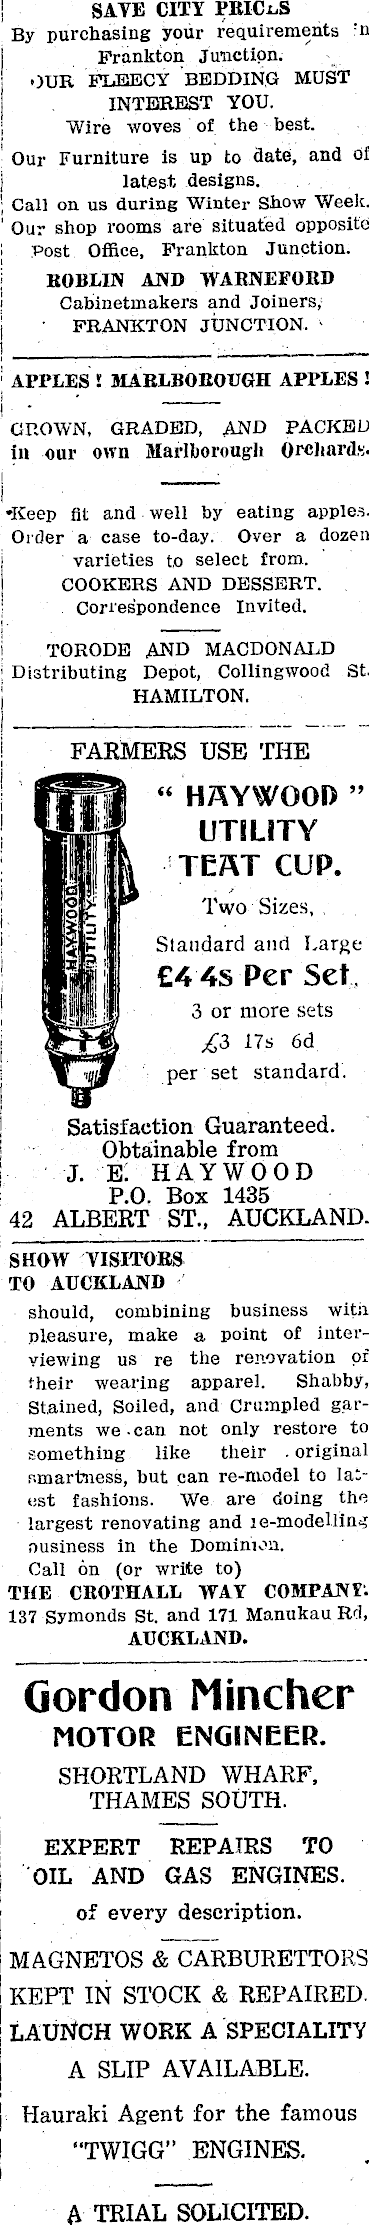 SAVE CITY PRICES
By purchasing your requirements in
Frankton Junction.
OUR FLEECY BEDDING MUST
INTEREST YOU.
Wire woves of the best.
Our Furniture is up to date, and of
latest designs.
Call on us during Winter Show Week.
Our shop rooms are situated opposite
Post Office, Frankton Junction.
ROBLIN AND WARNEFORD
Cabinetmakers and Joiners,
FRANKTON JUNCTION.
APPLES! MARLBOROUGH APPLES!
GROWN, GRADED, AND PACKED
in our own Marlborough Orchards.
Keep fit and well by eating apples.
Order a case to-day. Over a dozen
varieties to select from.
COOKERS AND DESSERT.
Correspondence Invited.
TORODE AND MACDONALD
Distributing Depot, Collingwood St.
HAMILTON.
FARMERS USE THE
"HAYWOOD"
UTILITY
TEAT CUP.
HAYWOOD
UTILITY
Two Sizes,
Standard and Large
£4 4s Per Set.
3 or more sets
£3 17s 6d
per set standard.
Satisfaction Guaranteed.
Obtainable from
J. E. HAYWOOD
P.O. Box 1435
42 ALBERT ST., AUCKLAND.
SHOW VISITORS
TO AUCKLAND
should, combining business with
pleasure, make a point of inter-
viewing us re the renovation of
their wearing apparel. Shabby,
Stained, Soiled, and Crumpled gar-
ments we can not only restore to
something like their original
smartness, but can re-model to lat-
est fashions. We are doing the
largest renovating and re-modelling
business in the Dominion.
Call on (or write to)
THE CROTHALL WAY COMPANY.
137 Symonds St. and 171 Manukau Rd,
AUCKLAND.
Gordon Mincher
MOTOR ENGINEER.
SHORTLAND WHARF,
THAMES SOUTH.
EXPERT REPAIRS TO
OIL AND GAS ENGINES.
of every description.
MAGNETOS & CARBURETTORS
KEPT IN STOCK & REPAIRED.
LAUNCH WORK A SPECIALITY
A SLIP AVAILABLE.
Hauraki Agent for the famous
"TWIGG" ENGINES.
A TRIAL SOLICITED.